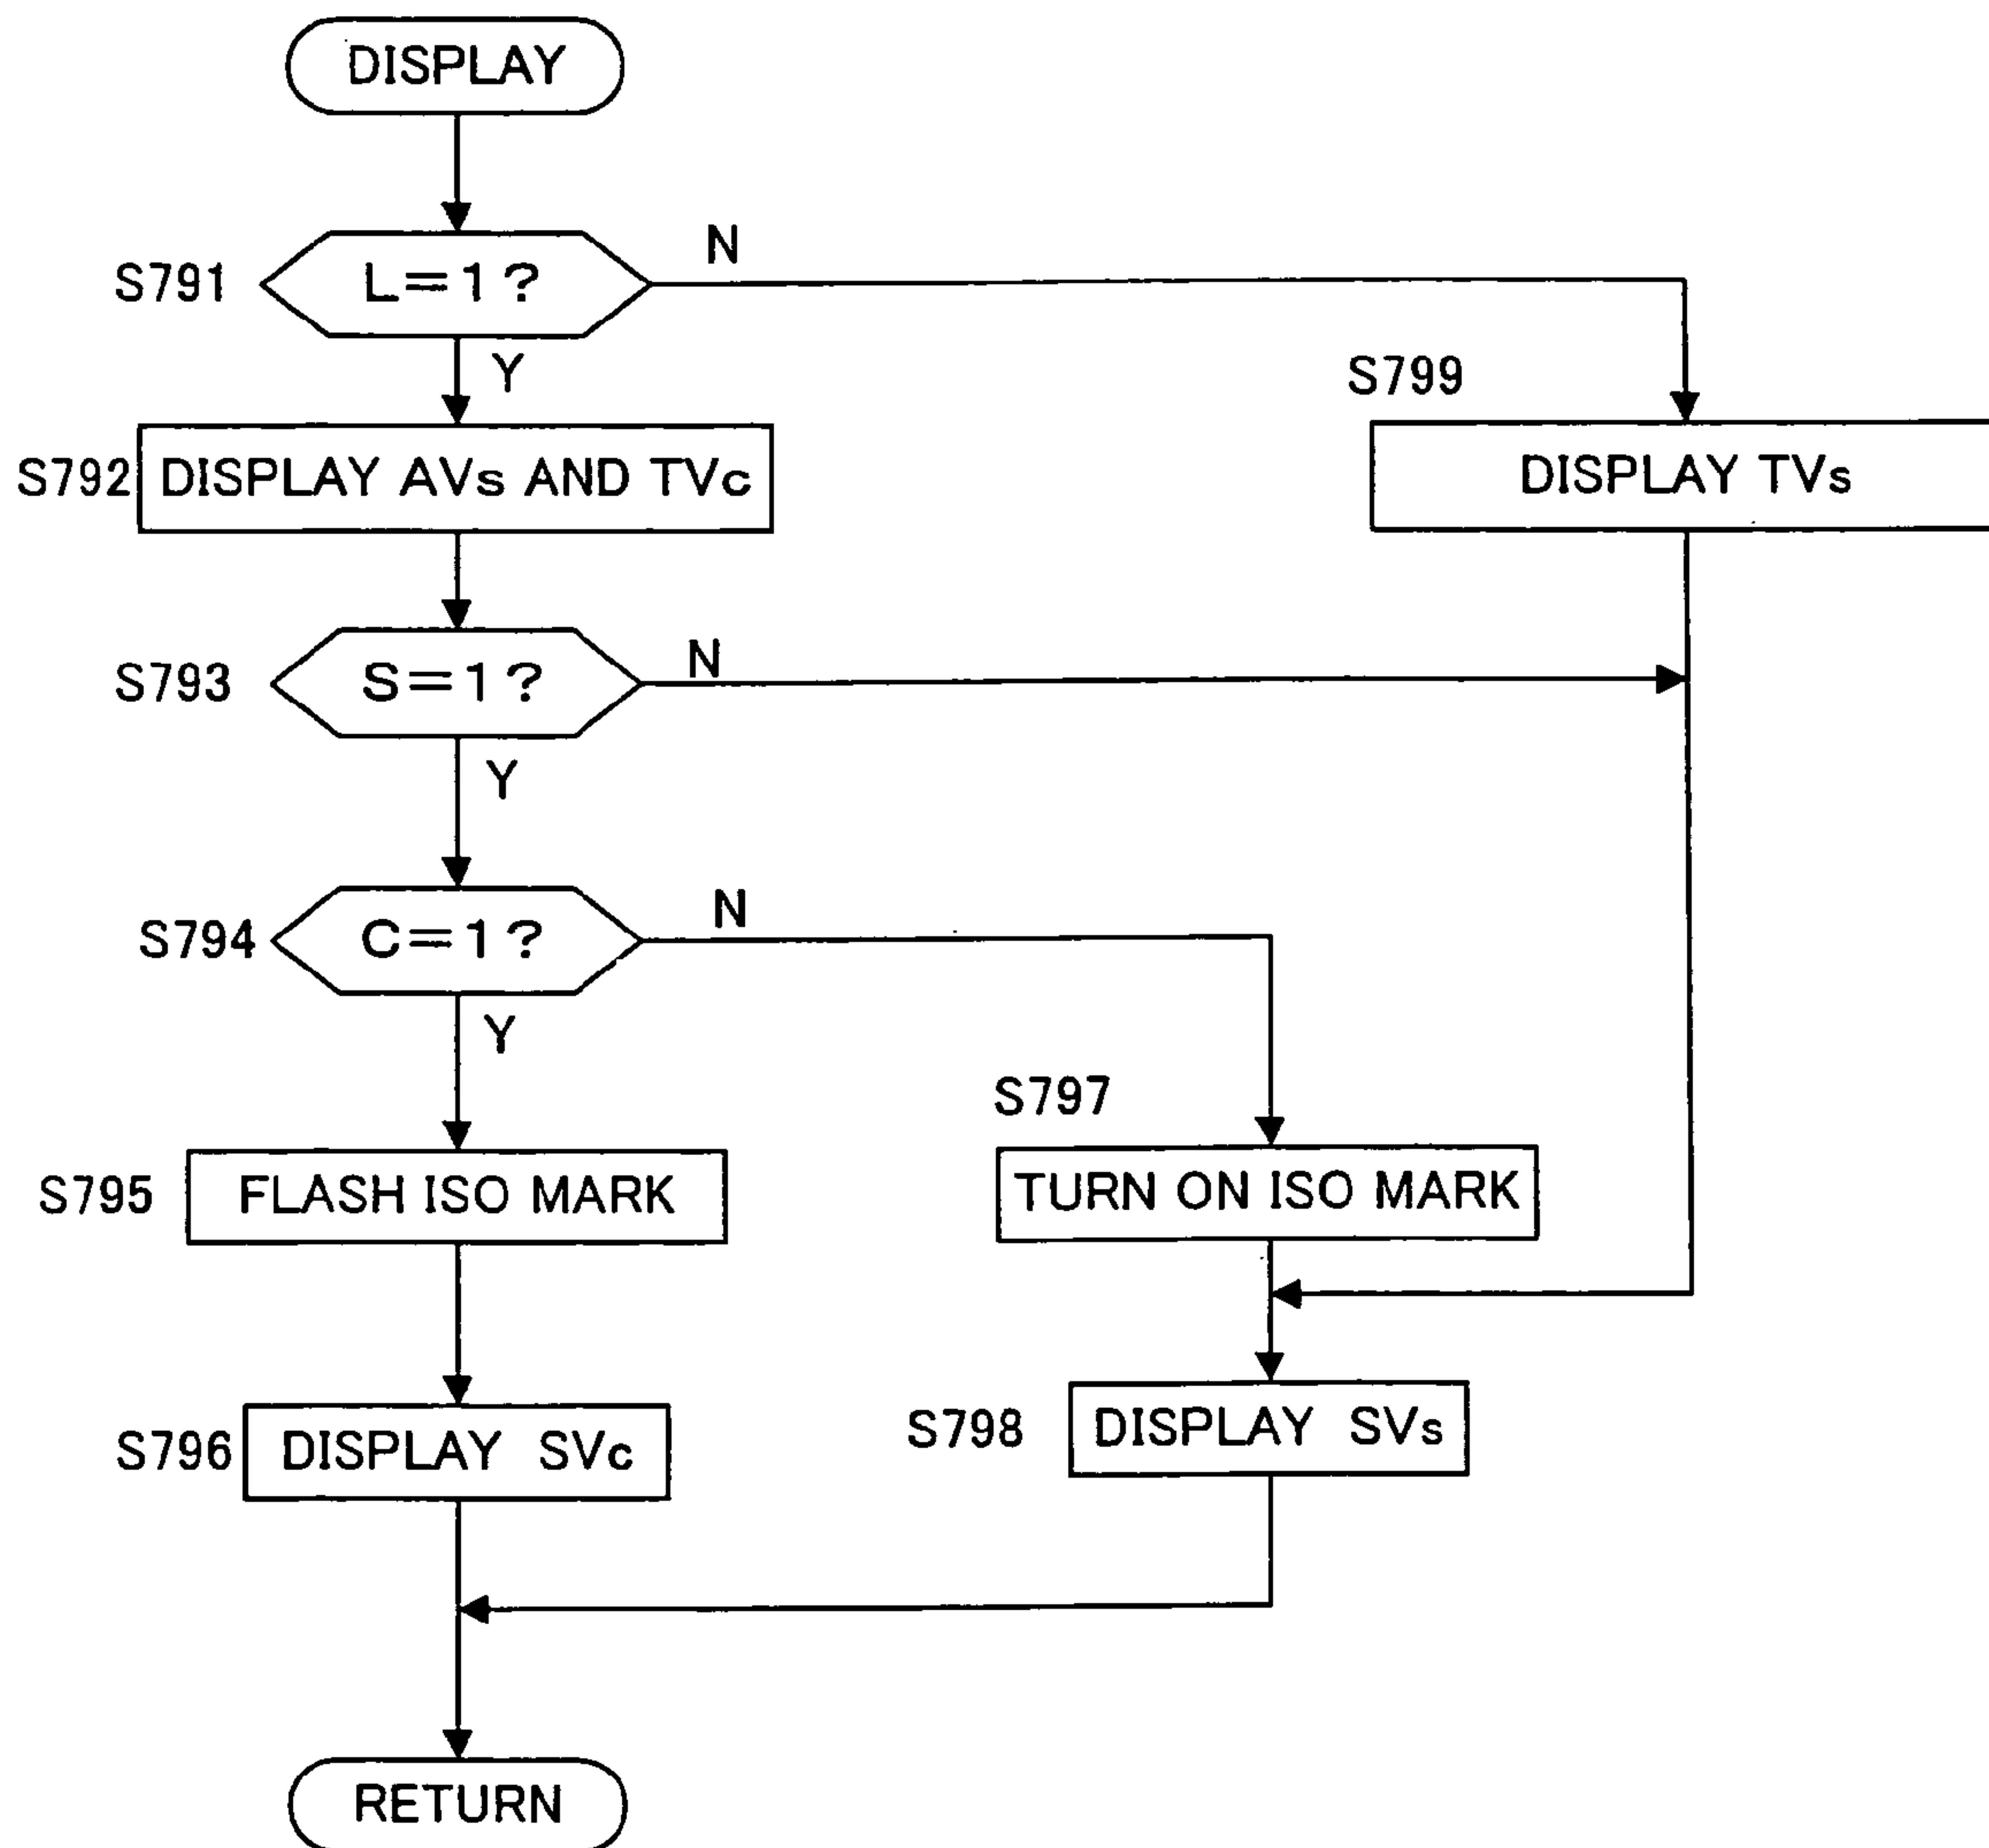 DISPLAY
N
S791
L=1?
Y
S799
S792
DISPLAY AVs AND TVc
DISPLAY TVs
N
S793
S=1?
Y
N
S794
C=1?
Y
S797
S795
FLASH ISO MARK
TURN ON ISO MARK
S796
DISPLAY SVc
S798
DISPLAY SVs
RETURN